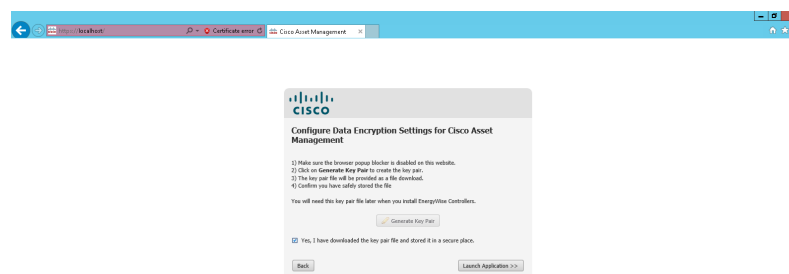 https://localhost/
Certificate error
Cisco Asset Management
CISCO
Configure Data Encryption Settings for Cisco Asset
Management
1) Make sure the browser popup blocker is disabled on this website.
2) Click on Generate Key Pair to create the key pair.
3) The key pair file will be provided as a file download.
4) Confirm you have safely stored the file
You will need this key pair file later when you install EnergyWise Controllers.
Generate Key Pair
Yes, I have downloaded the key pair file and stored it in a secure place.
Back
Launch Application >>